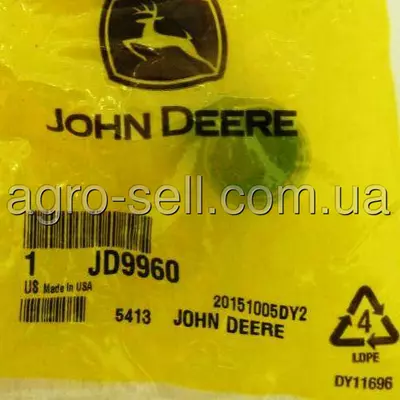 JOHN DEERE
agro-sell.com.ua
1 JD9960
US Made in USA
20151005DY2
5413 JOHN DEERE
4
LDPE
DY11696